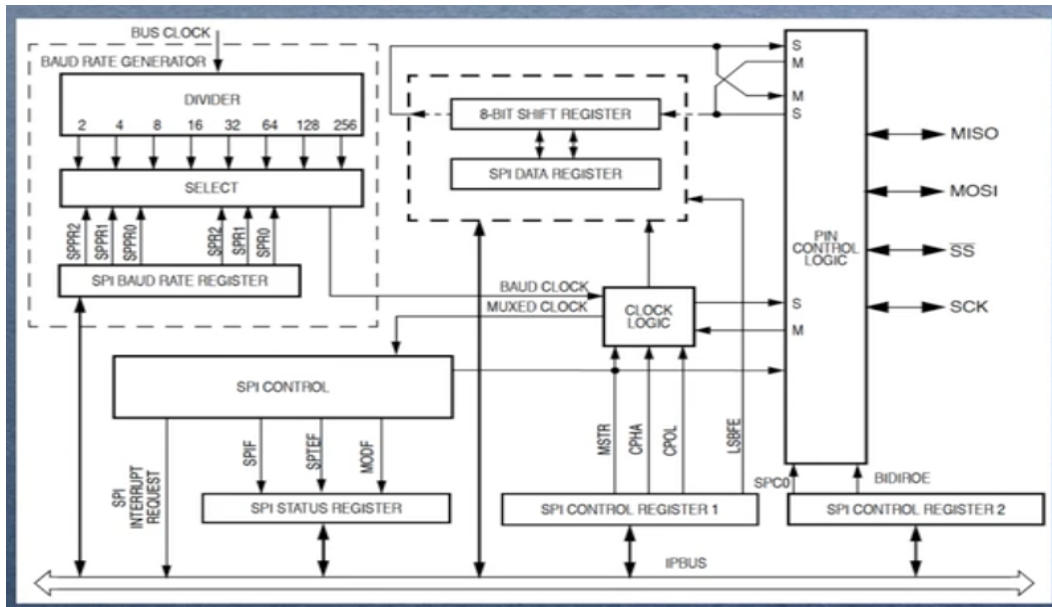 BUS CLOCK
BAUD RATE GENERATOR
DIVIDER
2 4 8 16 32 64 128 256
SELECT
SPPR2
SPPR1
SPPR0
SPR2
SPR1
SPR0
SPI BAUD RATE REGISTER
8-BIT SHIFT REGISTER
SPI DATA REGISTER
S
M
M
S
MISO
MOSI
PIN
CONTROL
LOGIC
SS
SCK
BAUD CLOCK
MUXED CLOCK
CLOCK
LOGIC
S
M
SPI CONTROL
SPI
INTERRUPT
REQUEST
SPIF
SPTEF
MODF
MSTR
CPHA
CPOL
LSBFE
SPC0
BIDIROE
SPI STATUS REGISTER
SPI CONTROL REGISTER 1
SPI CONTROL REGISTER 2
IPBUS